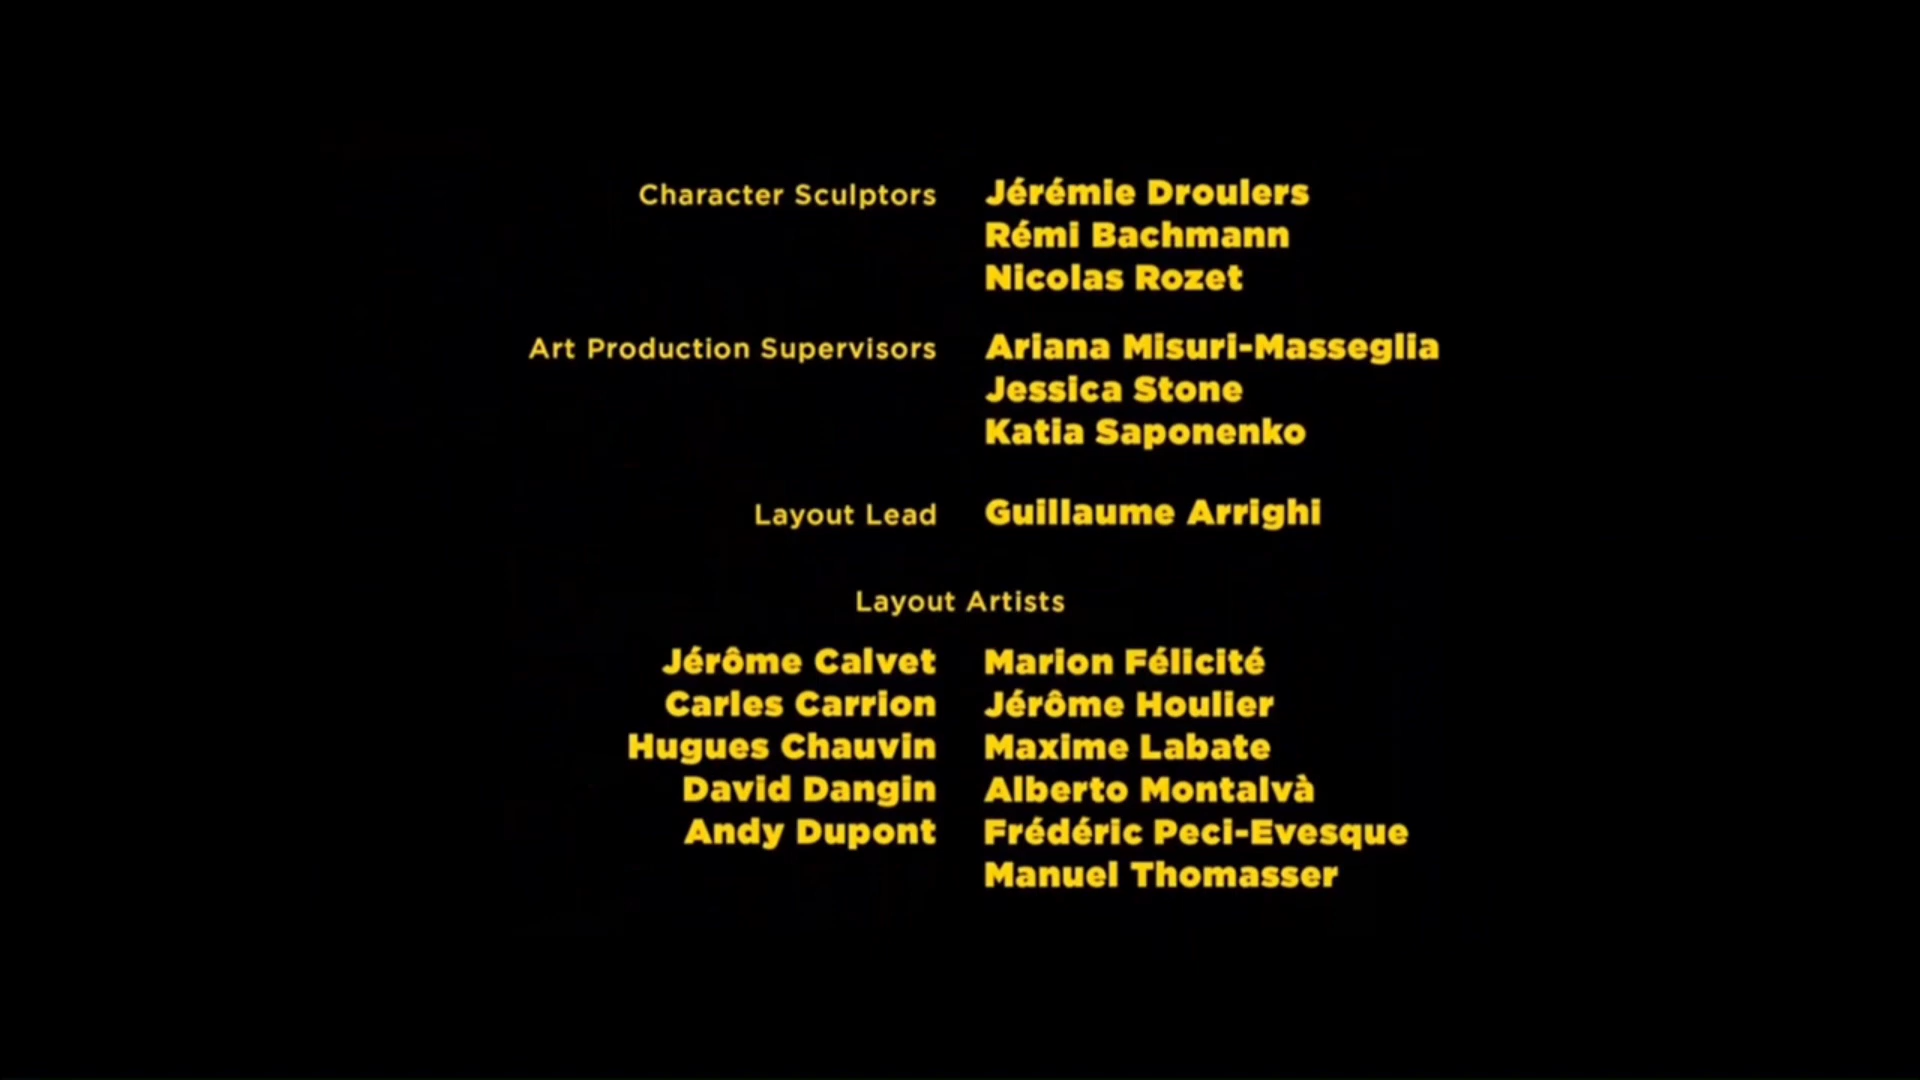 Character Sculptors Jérémie Droulers
Rémi Bachmann
Nicolas Rozet
Art Production Supervisors Ariana Misuri-Masseglia
Jessica Stone
Katia Saponenko
Layout Lead Guillaume Arrighi
Layout Artists
Jérôme Calvet Marion Félicité
Carles Carrion Jérôme Houlier
Hugues Chauvin Maxime Labate
David Dangin Alberto Montalvà
Andy Dupont Frédéric Peci-Evesque
Manuel Thomasser